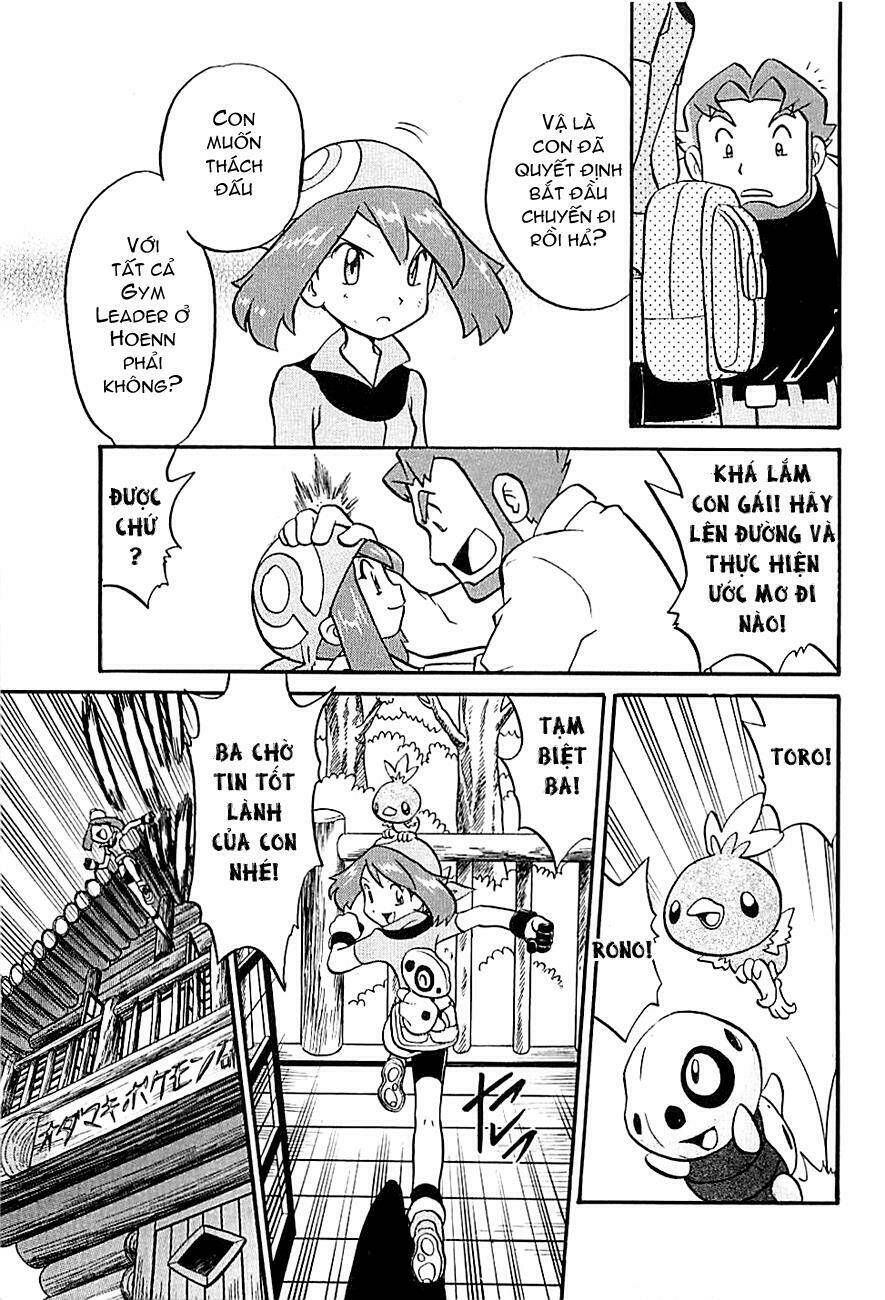 VẬ LÀ
CON ĐÃ
QUYẾT ĐỊNH
BẮT ĐẦU
CHUYẾN ĐI
RỒI HẢ?
CON
MUỐN
THÁCH
ĐẤU
VỚI
TẤT CẢ
GYM
LEADER Ở
HOENN
PHẢI
KHÔNG?
KHÁ LẮM
CON GÁI! HÃY
LÊN ĐƯỜNG VÀ
THỰC HIỆN
ƯỚC MƠ ĐI
NÀO!
ĐƯỢC
CHỨ
?
TORO!
RONO!
TẠM
BIỆT
BA!
BA CHỜ
TIN TỐT
LÀNH
CỦA CON
NHÉ!
オダマキポケモン